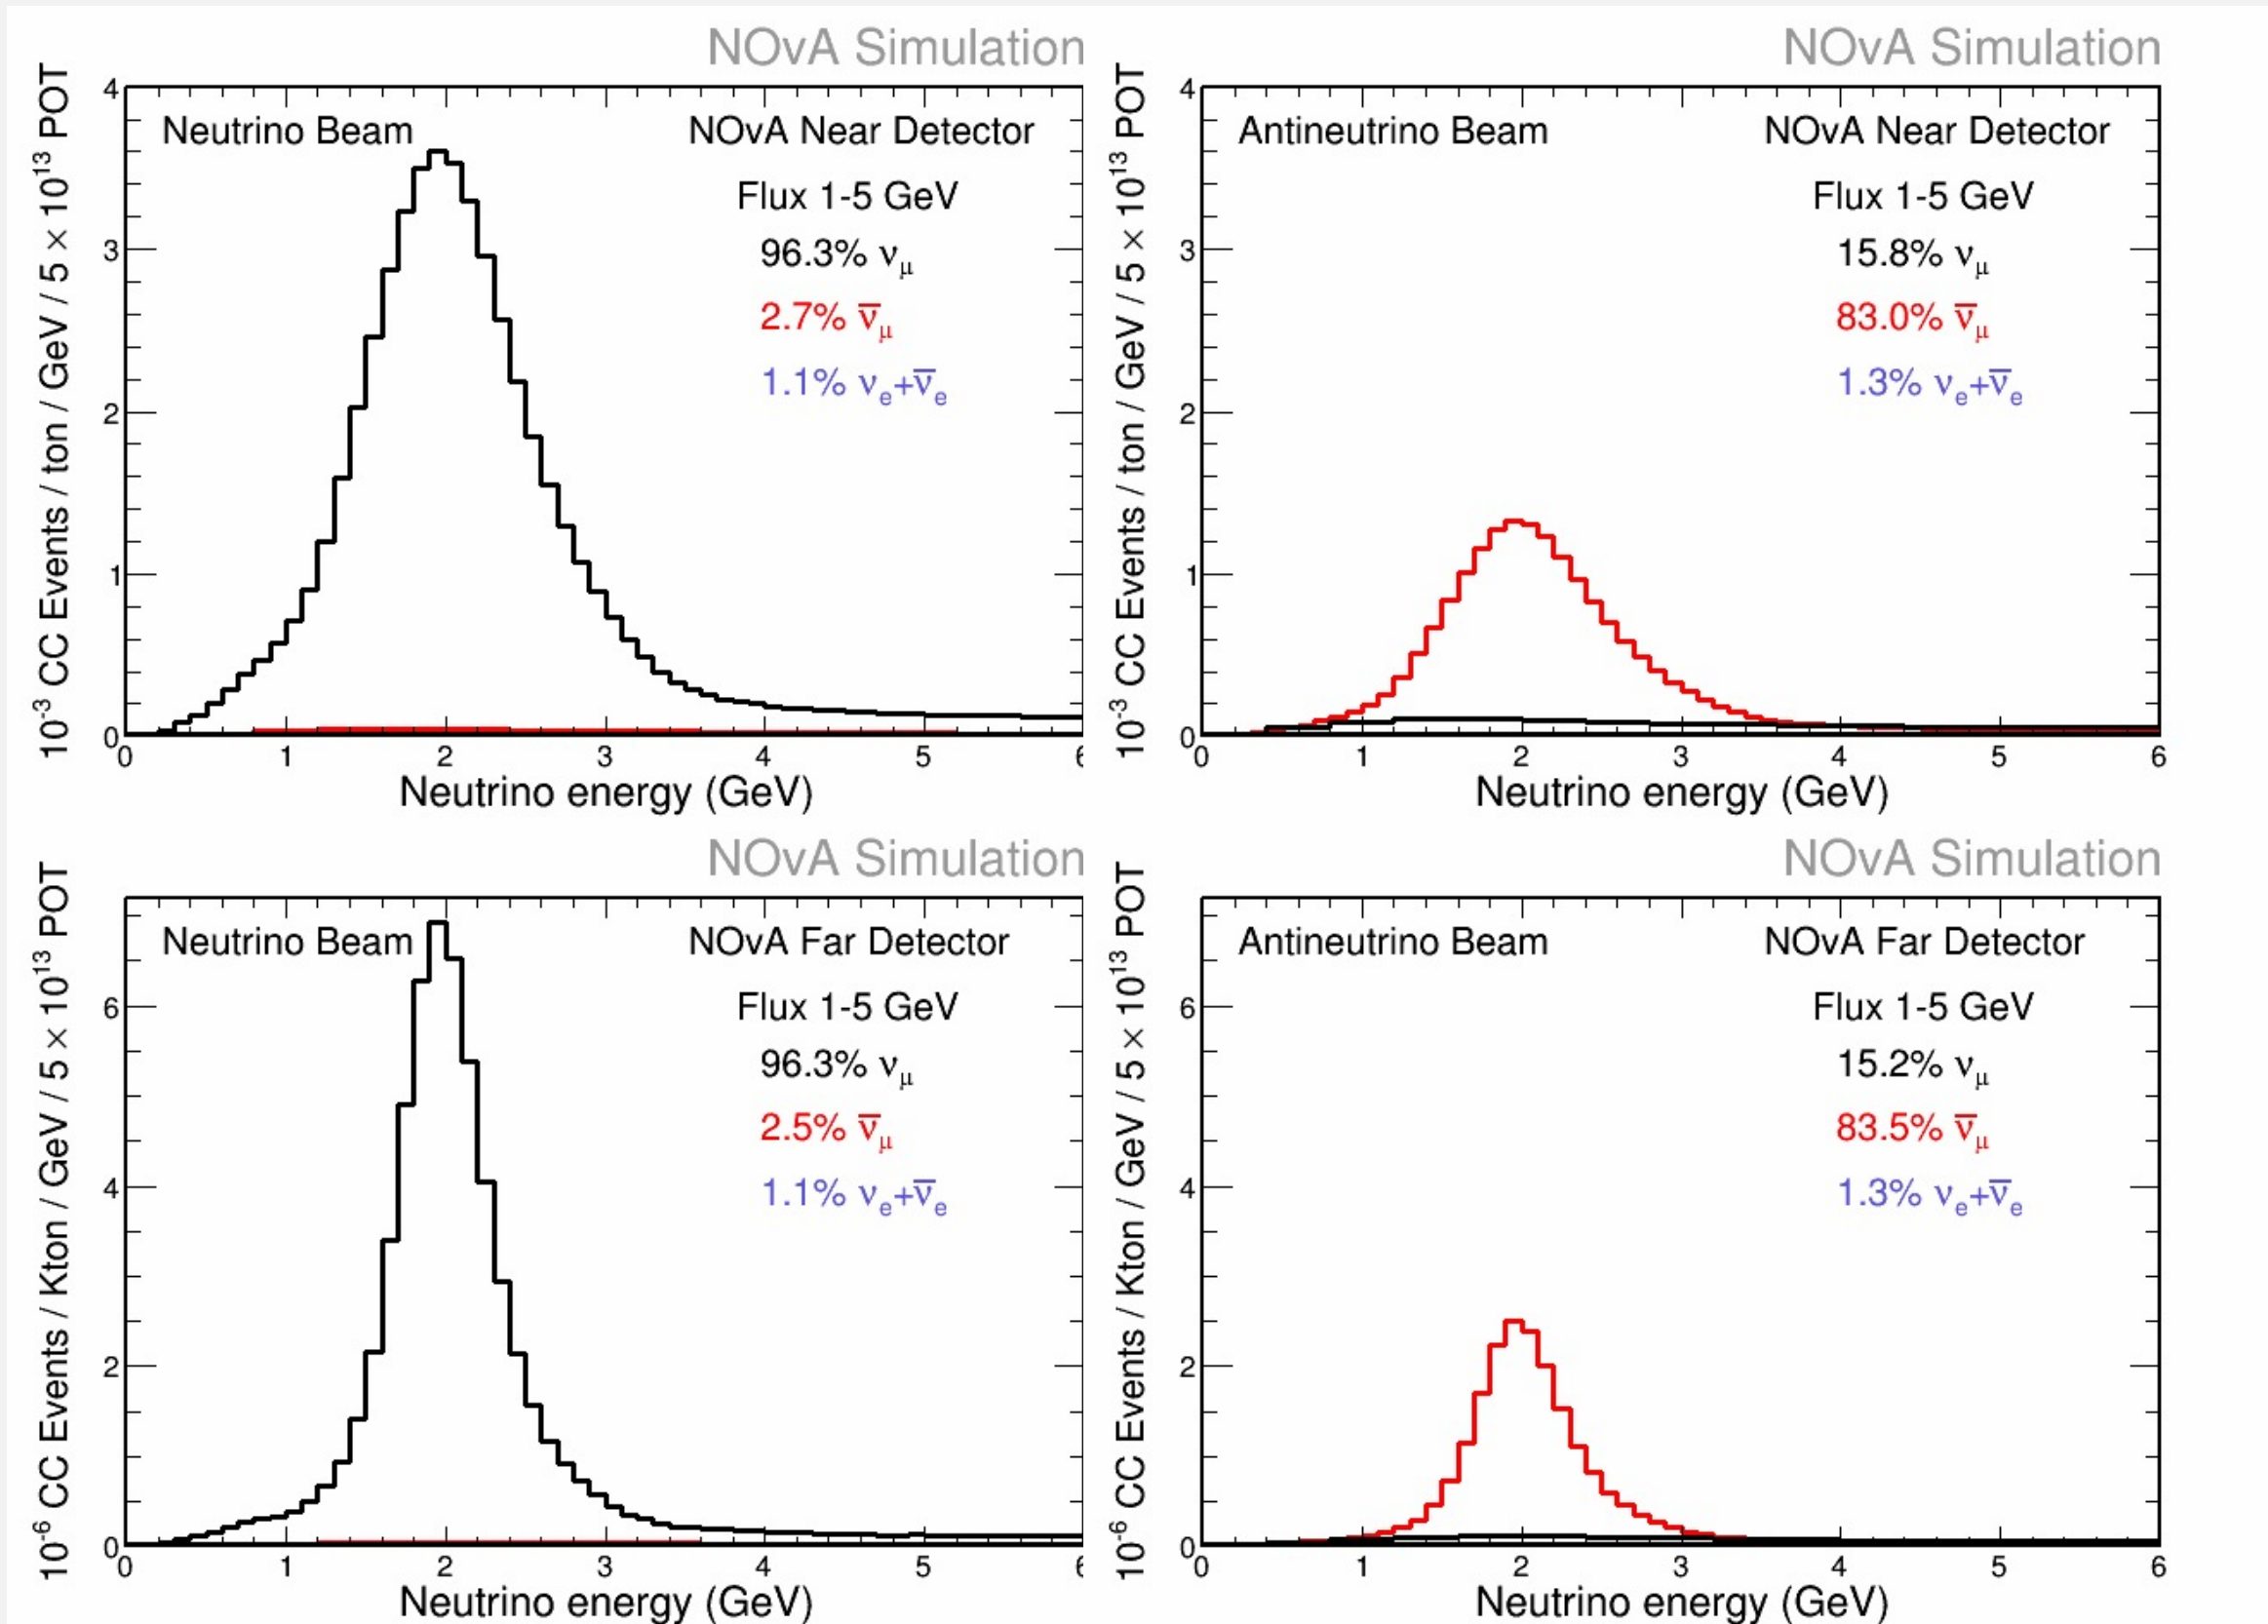 NOvA Simulation
4
3
2
1
0
10⁻³ CC Events / ton / GeV / 5 × 10¹³ POT
Neutrino Beam
NOvA Near Detector
Flux 1-5 GeV
96.3% νμ
2.7% ν̅μ
1.1% νe+ν̅e
0 1 2 3 4 5 6
Neutrino energy (GeV)
NOvA Simulation
4
3
2
1
0
10⁻³ CC Events / ton / GeV / 5 × 10¹³ POT
Antineutrino Beam
NOvA Near Detector
Flux 1-5 GeV
15.8% νμ
83.0% ν̅μ
1.3% νe+ν̅e
0 1 2 3 4 5 6
Neutrino energy (GeV)
NOvA Simulation
6
4
2
0
10⁻⁶ CC Events / Kton / GeV / 5 × 10¹³ POT
Neutrino Beam
NOvA Far Detector
Flux 1-5 GeV
96.3% νμ
2.5% ν̅μ
1.1% νe+ν̅e
0 1 2 3 4 5 6
Neutrino energy (GeV)
NOvA Simulation
6
4
2
0
10⁻⁶ CC Events / Kton / GeV / 5 × 10¹³ POT
Antineutrino Beam
NOvA Far Detector
Flux 1-5 GeV
15.2% νμ
83.5% ν̅μ
1.3% νe+ν̅e
0 1 2 3 4 5 6
Neutrino energy (GeV)